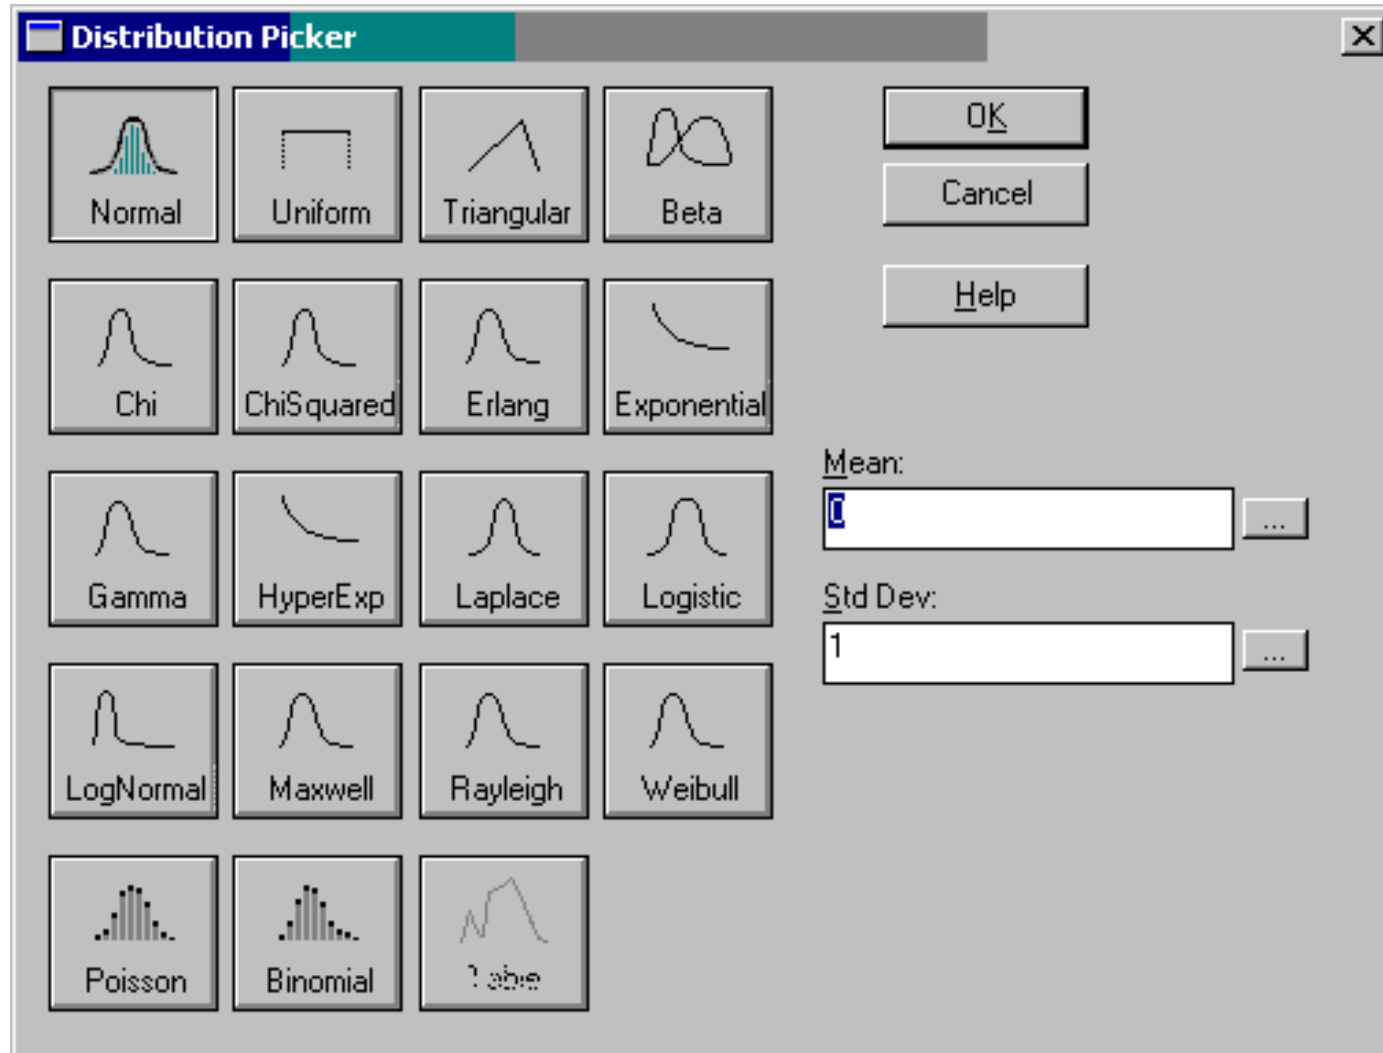 Distribution Picker
Normal Uniform Triangular Beta
OK
Cancel
Help
Chi ChiSquared Erlang Exponential
Mean:
0
...
Gamma HyperExp Laplace Logistic
Std Dev:
1
...
LogNormal Maxwell Rayleigh Weibull
Poisson Binomial Table